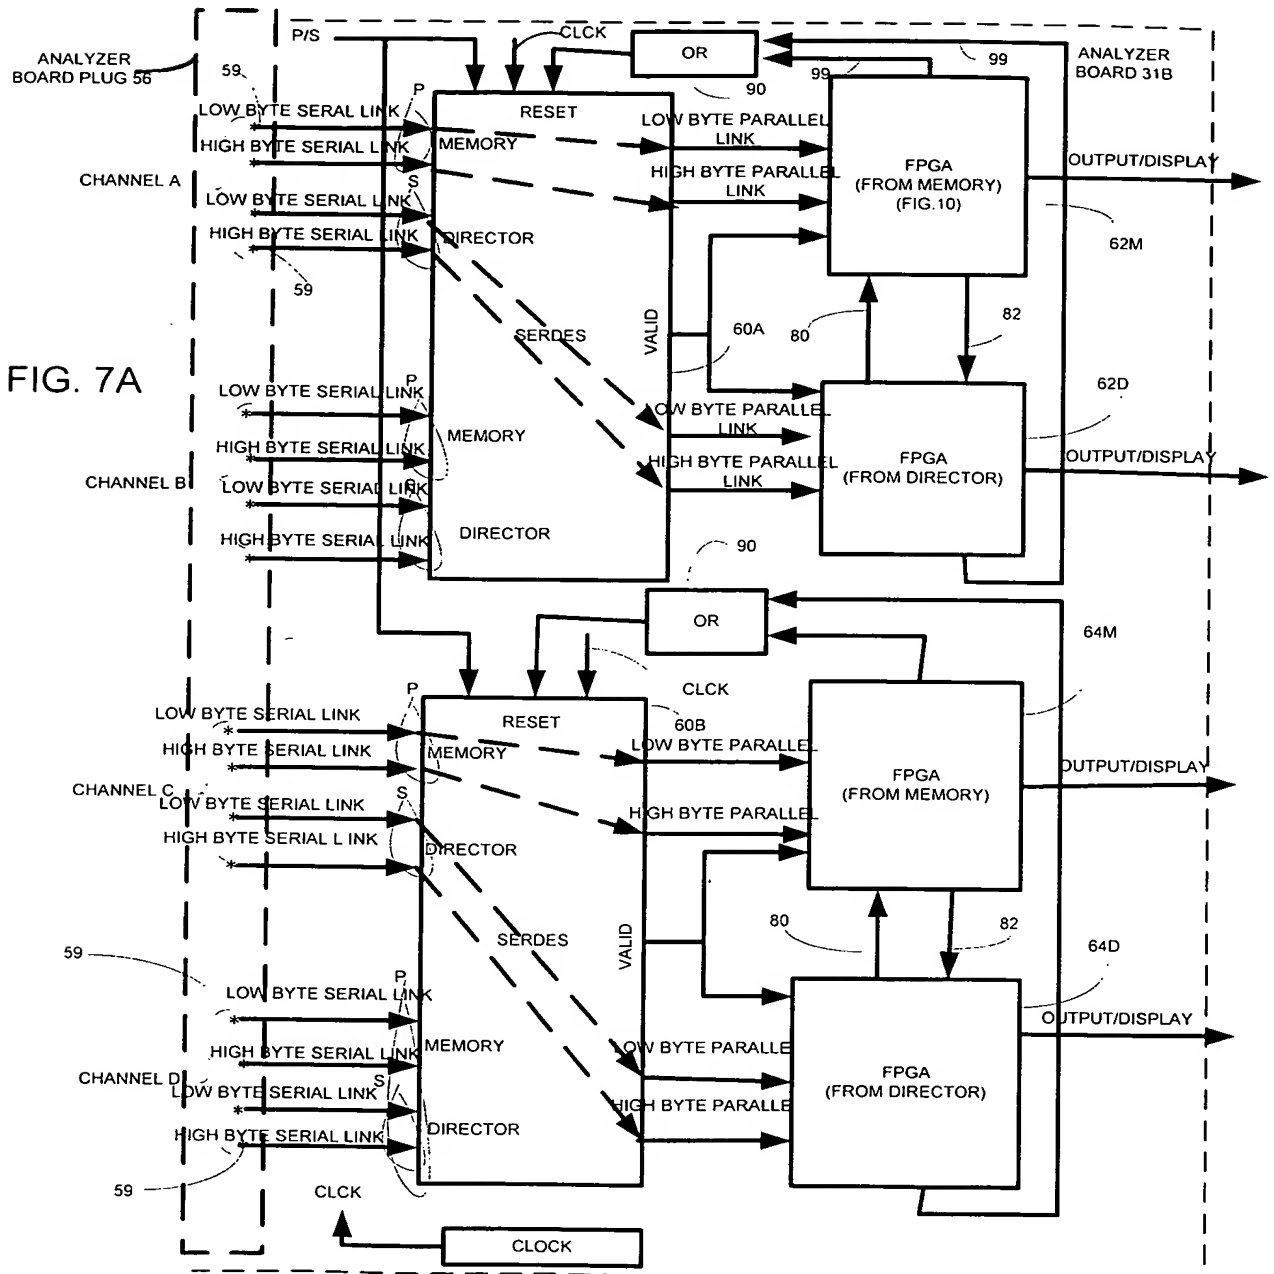 P/S
CLCK
OR
99
ANALYZER
BOARD 31B
ANALYZER
BOARD PLUG 56
59
99
90
P
RESET
LOW BYTE SERAL LINK
HIGH BYTE SERIAL LINK
MEMORY
LOW BYTE PARALLEL
LINK
HIGH BYTE PARALLEL
LINK
FPGA
(FROM MEMORY)
(FIG.10)
OUTPUT/DISPLAY
CHANNEL A
S
LOW BYTE SERIAL LINK
HIGH BYTE SERIAL LINK
DIRECTOR
62M
59
SERDES
VALID
60A
80
82
FIG. 7A
P
LOW BYTE SERIAL LINK
MEMORY
HIGH BYTE SERIAL LINK
LOW BYTE PARALLEL
LINK
HIGH BYTE PARALLEL
LINK
62D
FPGA
(FROM DIRECTOR)
OUTPUT/DISPLAY
CHANNEL B
S
LOW BYTE SERIAL LINK
HIGH BYTE SERIAL LINK
DIRECTOR
90
OR
64M
CLCK
P
RESET
60B
LOW BYTE SERIAL LINK
HIGH BYTE SERIAL LINK
MEMORY
LOW BYTE PARALLEL
HIGH BYTE PARALLEL
FPGA
(FROM MEMORY)
OUTPUT/DISPLAY
CHANNEL C
S
LOW BYTE SERIAL LINK
HIGH BYTE SERIAL L INK
DIRECTOR
SERDES
VALID
80
82
64D
59
P
LOW BYTE SERIAL LINK
HIGH BYTE SERIAL LINK
MEMORY
LOW BYTE PARALLE
HIGH BYTE PARALLE
FPGA
(FROM DIRECTOR)
OUTPUT/DISPLAY
CHANNEL D
S
LOW BYTE SERIAL LINK
HIGH BYTE SERIAL LINK
DIRECTOR
59
CLCK
CLOCK